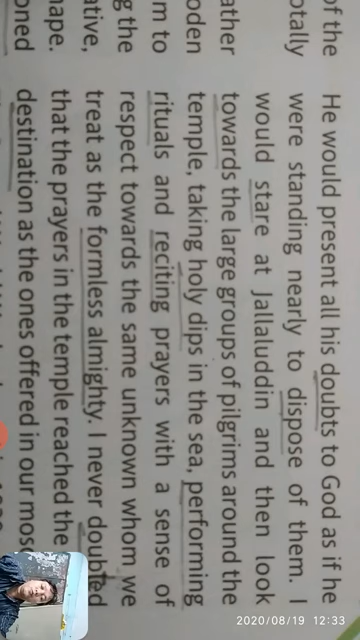 of the
otally
ather
oden
m to
g the
ative,
hape.
oned
He would present all his doubts to God as if he
were standing nearly to dispose of them. I
would stare at Jallaluddin and then look
towards the large groups of pilgrims around the
temple, taking holy dips in the sea, performing
rituals and reciting prayers with a sense of
respect towards the same unknown whom we
treat as the formless almighty. I never doubted
that the prayers in the temple reached the
destination as the ones offered in our mos
2020/08/19 12:33